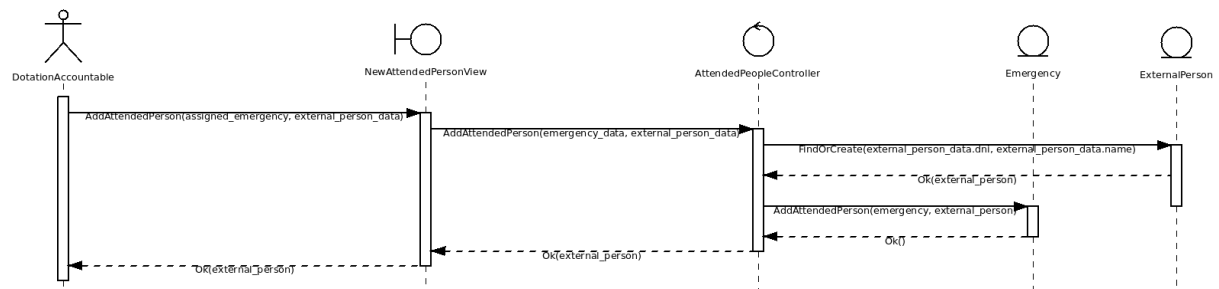 DotationAccountable
NewAttendedPersonView
AttendedPeopleController
Emergency
ExternalPerson
AddAttendedPerson(assigned_emergency, external_person_data)
AddAttendedPerson(emergency_data, external_person_data)
FindOrCreate(external_person_data.dni, external_person_data.name)
Ok(external_person)
AddAttendedPerson(emergency, external_person)
Ok()
Ok(external_person)
Ok(external_person)